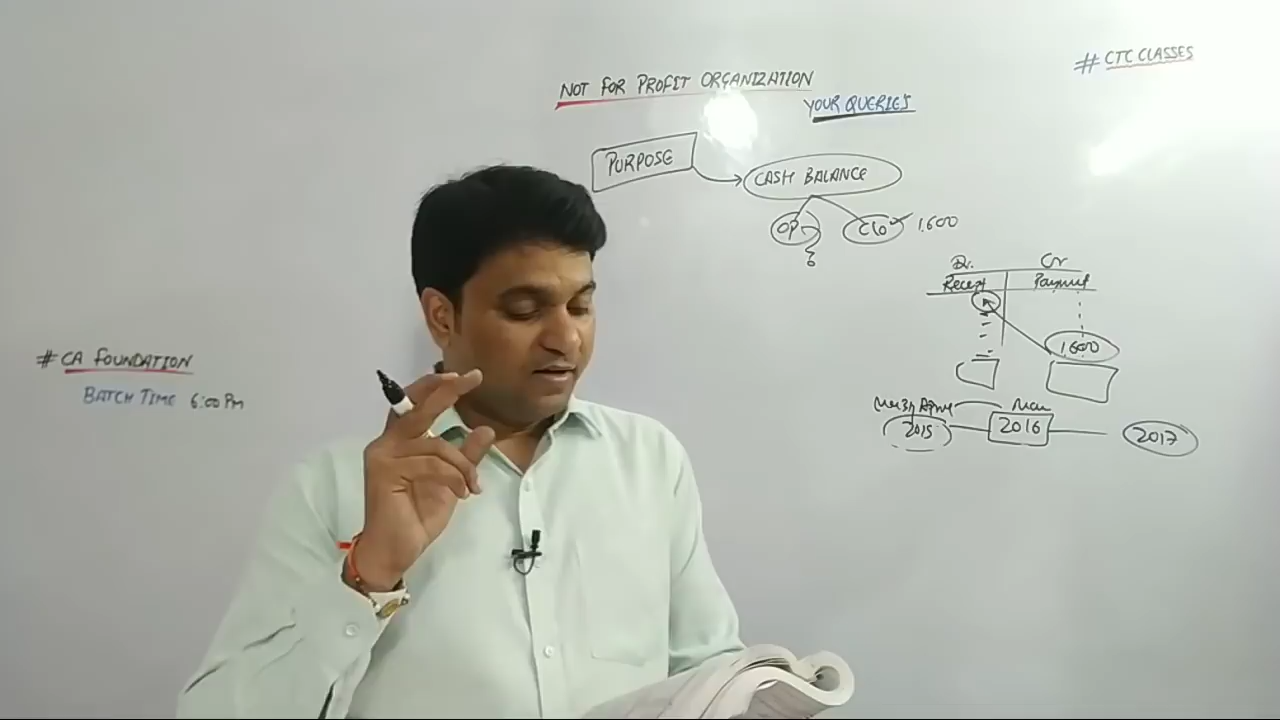 # CTC CLASSES
NOT FOR PROFIT ORGANIZATION
YOUR QUERIES
PURPOSE
CASH BALANCE
OP
Clo 1,600
Dr. Cr
Receipt Payment
1,600
# CA FOUNDATION
BATCH TIME 6:00 PM
2015 2016 2017